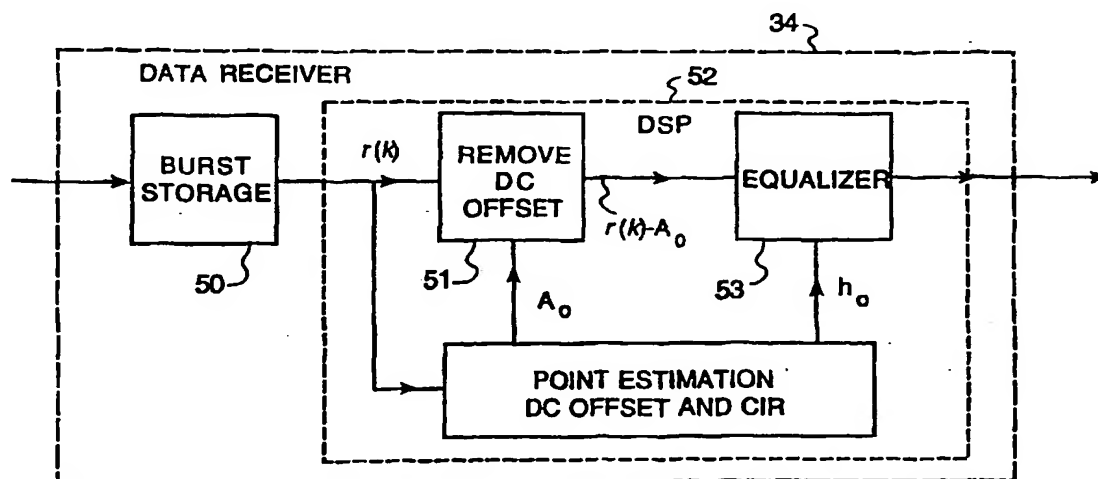 34
DATA RECEIVER
52
DSP
BURST
STORAGE
r(k)
REMOVE
DC
OFFSET
EQUALIZER
r(k)-A₀
50
51
53
A₀
h₀
POINT ESTIMATION
DC OFFSET AND CIR